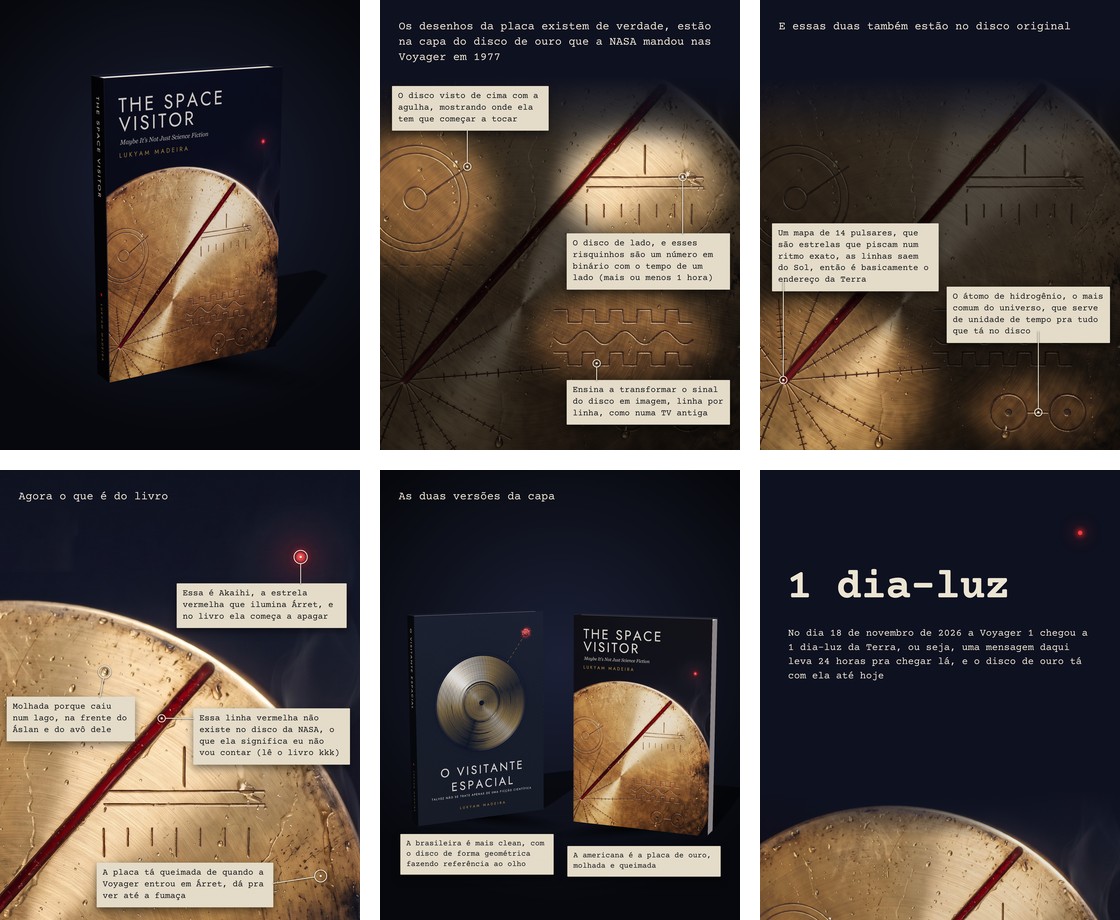 THE SPACE
VISITOR
Maybe It's Not Just Science Fiction
LUKYAM MADEIRA
THE SPACE VISITOR
LUKYAM MADEIRA
Os desenhos da placa existem de verdade, estão
na capa do disco de ouro que a NASA mandou nas
Voyager em 1977
O disco visto de cima com a
agulha, mostrando onde ela
tem que começar a tocar
O disco de lado, e esses
risquinhos são um número em
binário com o tempo de um
lado (mais ou menos 1 hora)
Ensina a transformar o sinal
do disco em imagem, linha por
linha, como numa TV antiga
E essas duas também estão no disco original
Um mapa de 14 pulsares, que
são estrelas que piscam num
ritmo exato, as linhas saem
do Sol, então é basicamente o
endereço da Terra
O átomo de hidrogênio, o mais
comum do universo, que serve
de unidade de tempo pra tudo
que tá no disco
Agora o que é do livro
Essa é Akaihi, a estrela
vermelha que ilumina Árret, e
no livro ela começa a apagar
Molhada porque caiu
num lago, na frente do
Áslan e do avô dele
Essa linha vermelha não
existe no disco da NASA, o
que ela significa eu não
vou contar (lê o livro kkk)
A placa tá queimada de quando a
Voyager entrou em Árret, dá pra
ver até a fumaça
As duas versões da capa
O VISITANTE
ESPACIAL
TALVEZ NÃO SE TRATE APENAS DE UMA FICÇÃO CIENTÍFICA
LUKYAM MADEIRA
THE SPACE
VISITOR
Maybe It's Not Just Science Fiction
LUKYAM MADEIRA
A brasileira é mais clean, com
o disco de forma geométrica
fazendo referência ao olho
A americana é a placa de ouro,
molhada e queimada
1 dia-luz
No dia 18 de novembro de 2026 a Voyager 1 chegou a
1 dia-luz da Terra, ou seja, uma mensagem daqui
leva 24 horas pra chegar lá, e o disco de ouro tá
com ela até hoje